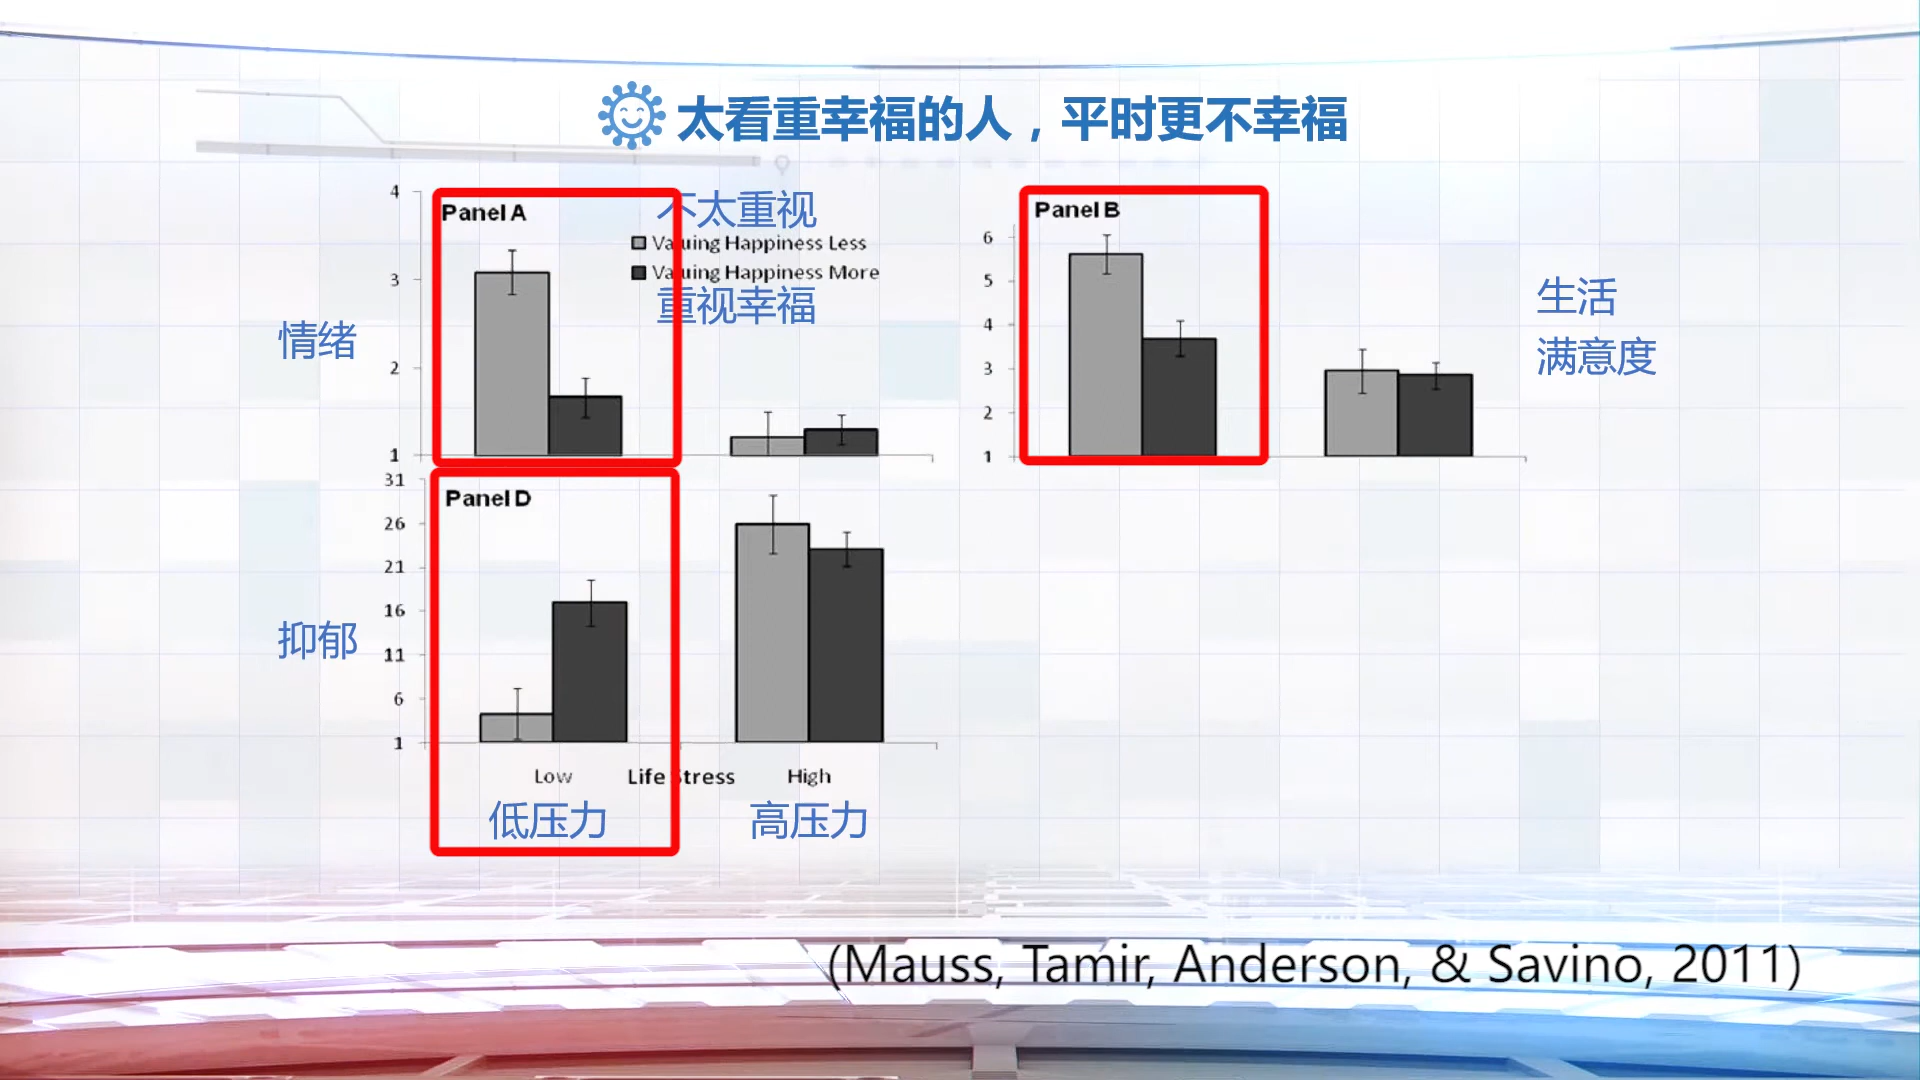 太看重幸福的人，平时更不幸福
4
3
2
1
Panel A
不太重视
Valuing Happiness Less
Valuing Happiness More
重视幸福
情绪
Panel B
6
5
4
3
2
1
生活
满意度
31
26
21
16
11
6
1
Panel D
抑郁
Low
Life Stress
High
低压力
高压力
(Mauss, Tamir, Anderson, & Savino, 2011)